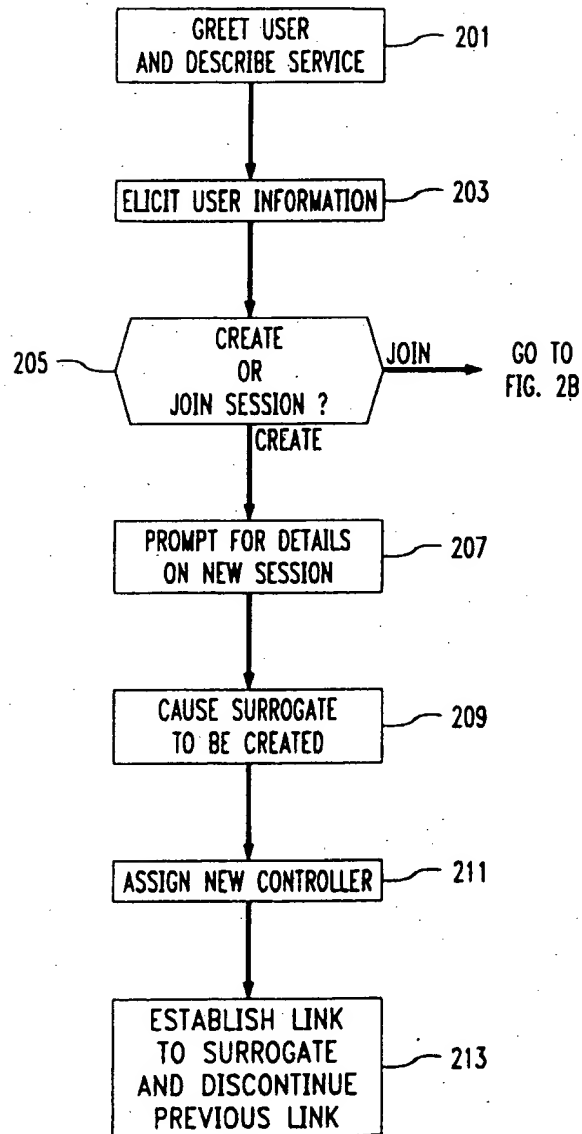 GREET USER
AND DESCRIBE SERVICE
201
ELICIT USER INFORMATION
203
205
CREATE
OR
JOIN SESSION ?
JOIN
GO TO
FIG. 2B
CREATE
PROMPT FOR DETAILS
ON NEW SESSION
207
CAUSE SURROGATE
TO BE CREATED
209
ASSIGN NEW CONTROLLER
211
ESTABLISH LINK
TO SURROGATE
AND DISCONTINUE
PREVIOUS LINK
213